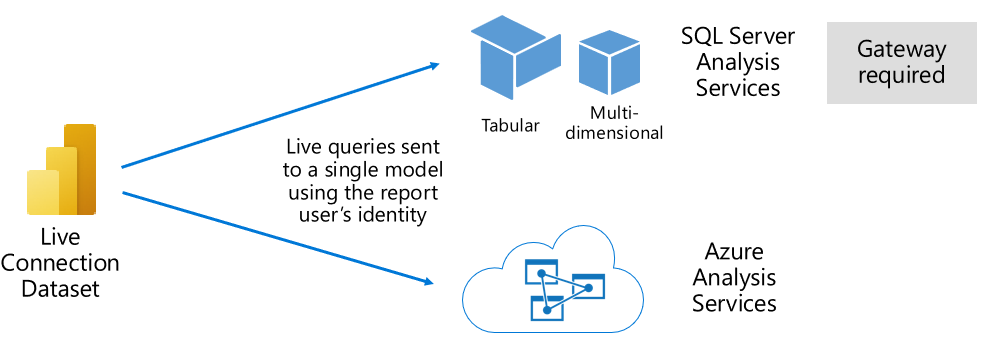 SQL Server
Analysis
Services
Gateway
required
Tabular
Multi-
dimensional
Live queries sent
to a single model
using the report
user's identity
Live
Connection
Dataset
Azure
Analysis
Services